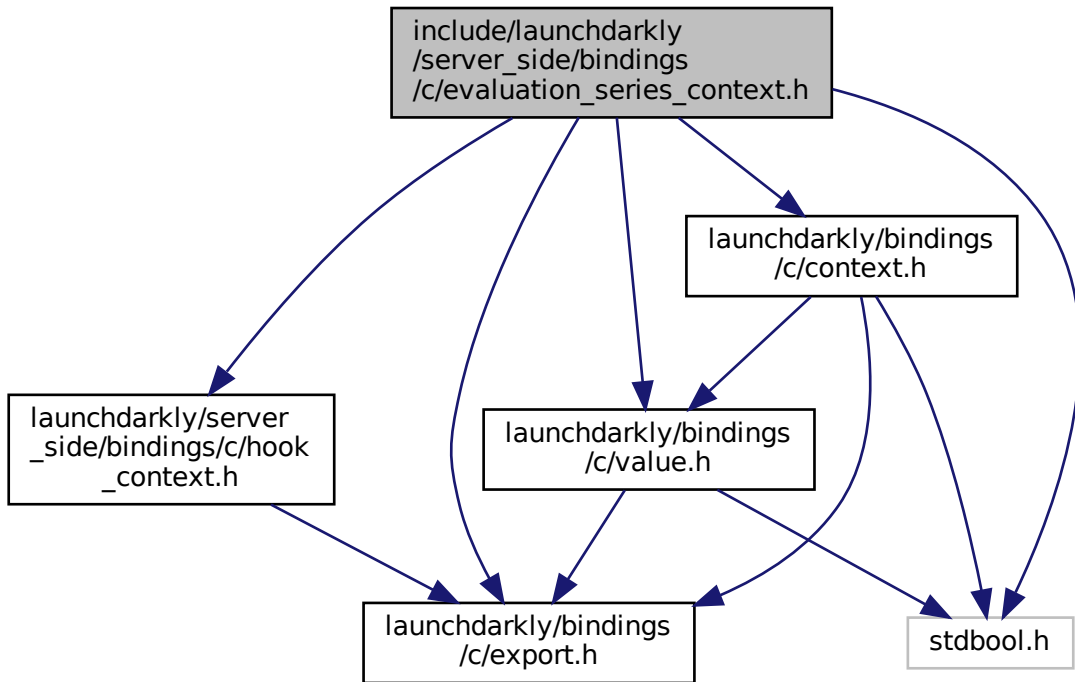 include/launchdarkly
/server_side/bindings
/c/evaluation_series_context.h
launchdarkly/bindings
/c/context.h
launchdarkly/server
_side/bindings/c/hook
_context.h
launchdarkly/bindings
/c/value.h
launchdarkly/bindings
/c/export.h
stdbool.h